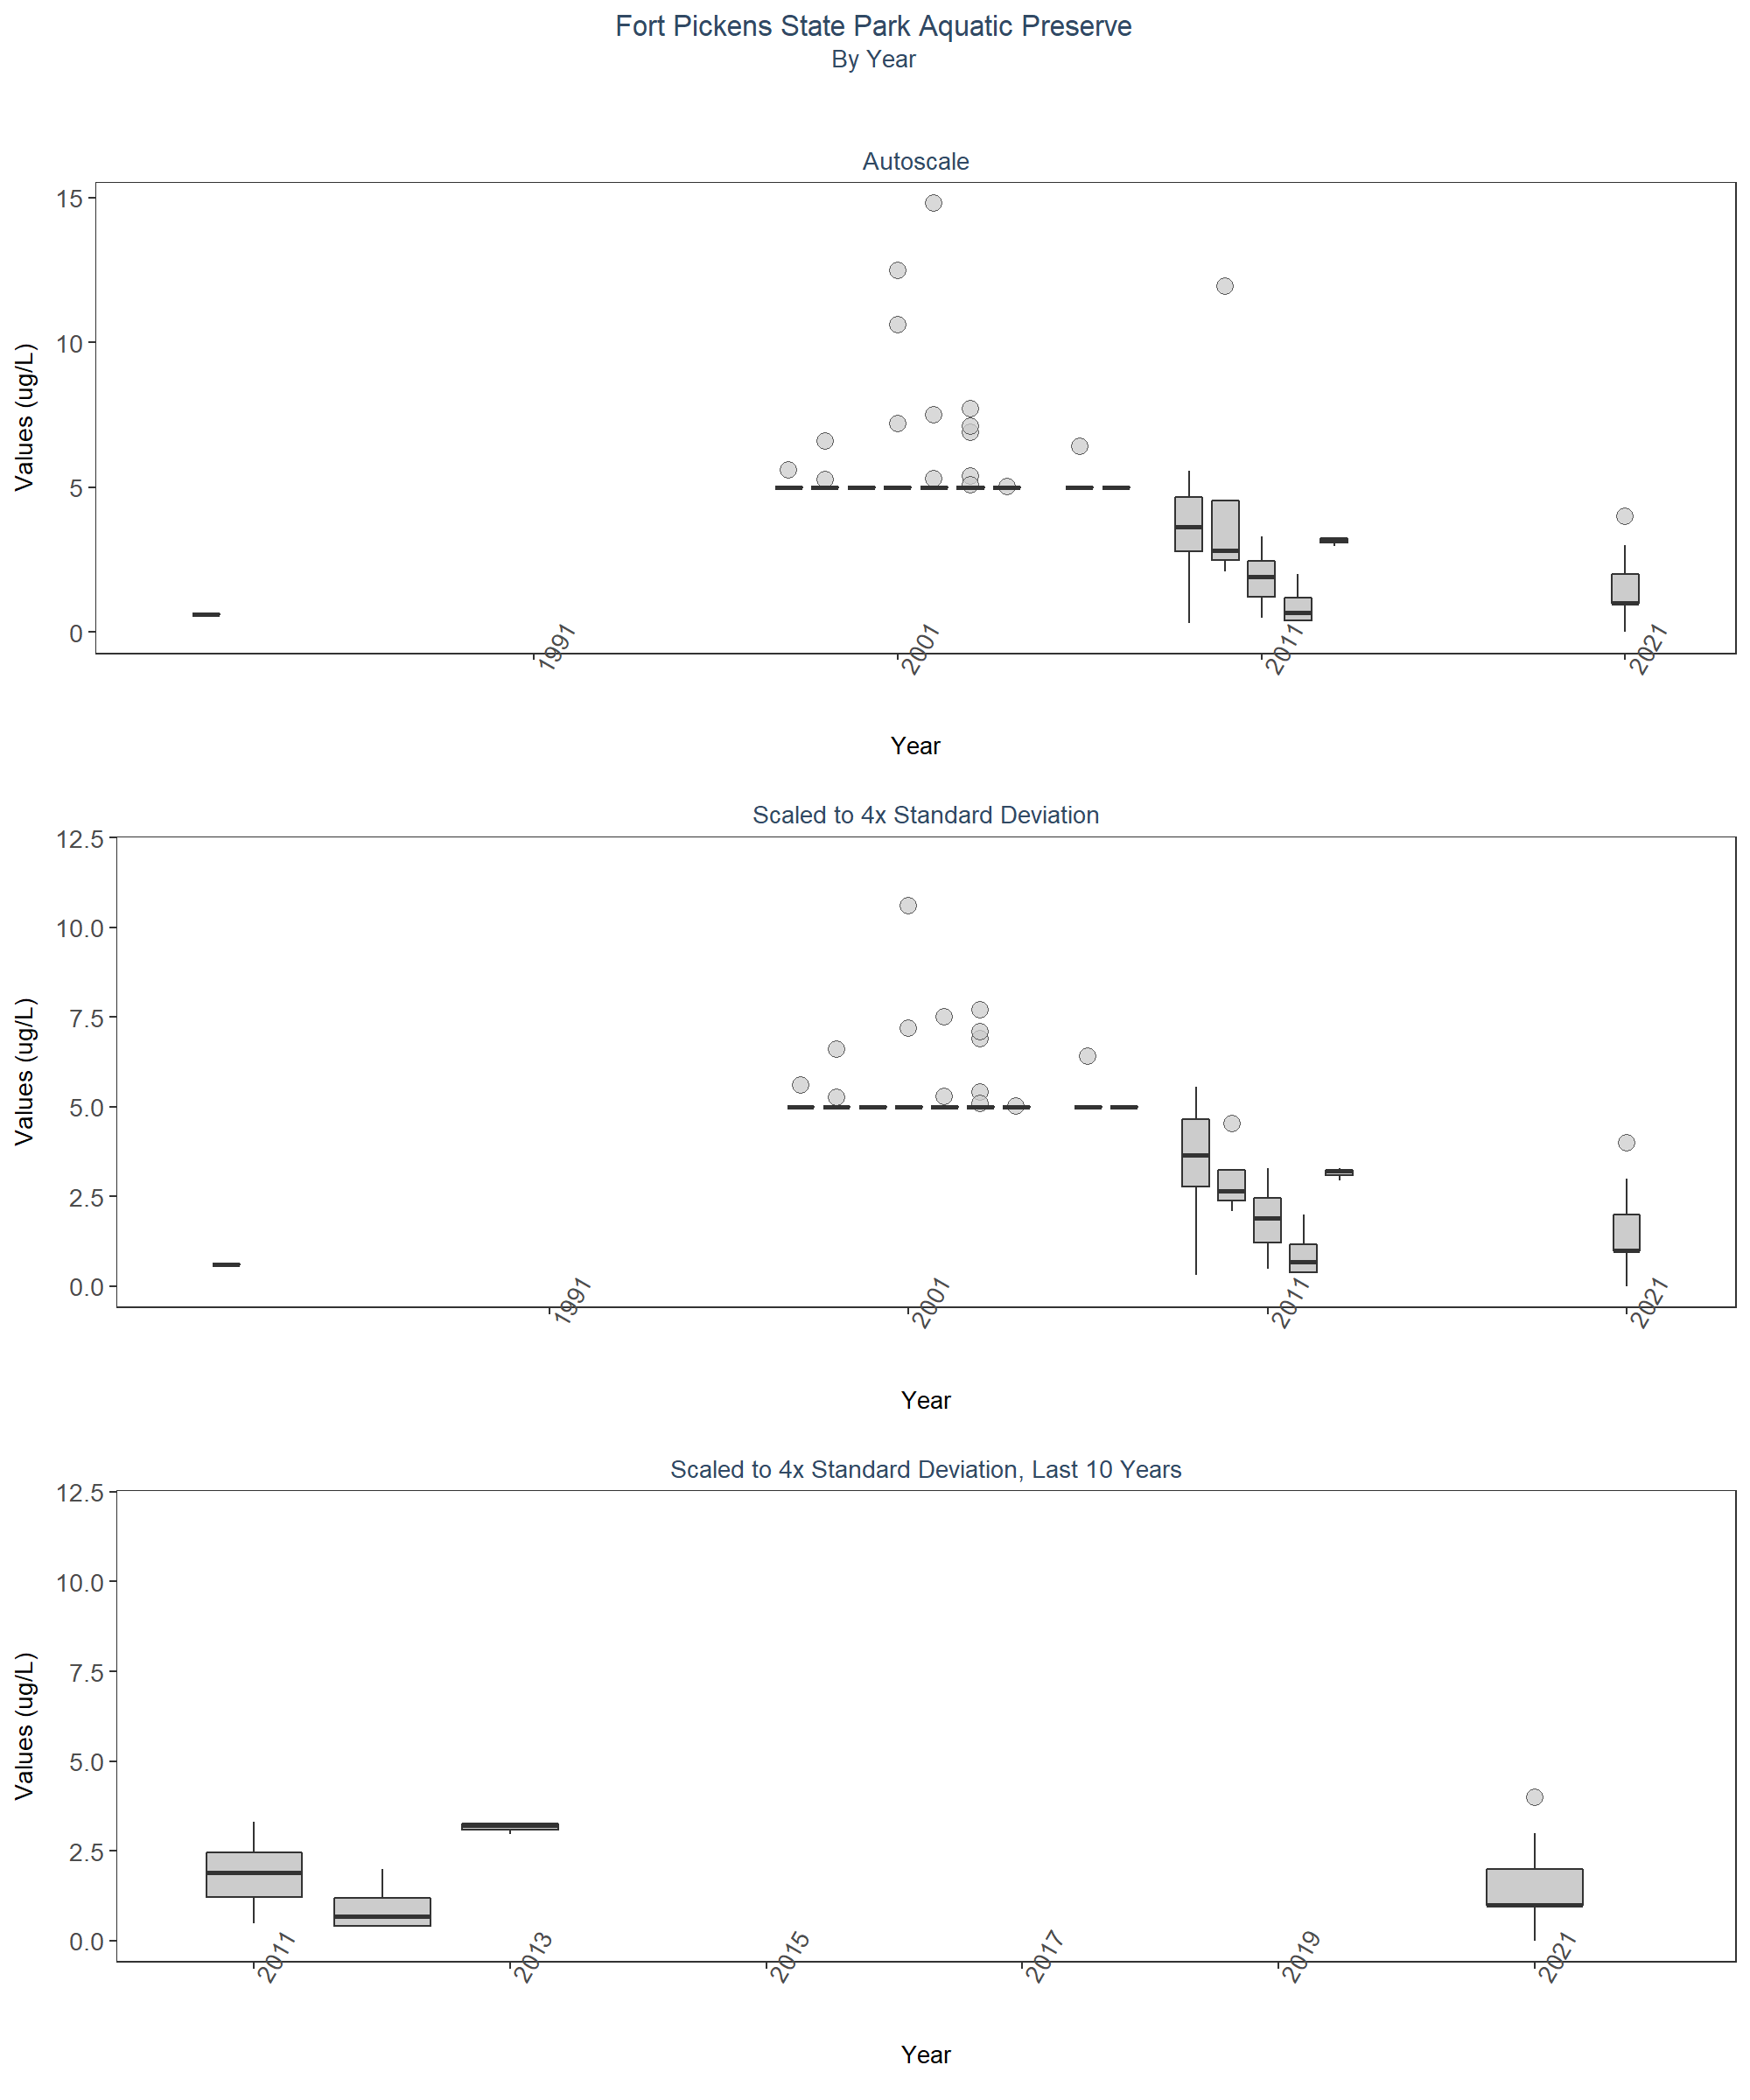 Fort Pickens State Park Aquatic Preserve
By Year
Autoscale
Values (ug/L)
15
10
5
0
1991
2001
2011
2021
Year
Scaled to 4x Standard Deviation
Values (ug/L)
12.5
10.0
7.5
5.0
2.5
0.0
1991
2001
2011
2021
Year
Scaled to 4x Standard Deviation, Last 10 Years
Values (ug/L)
12.5
10.0
7.5
5.0
2.5
0.0
2011
2013
2015
2017
2019
2021
Year